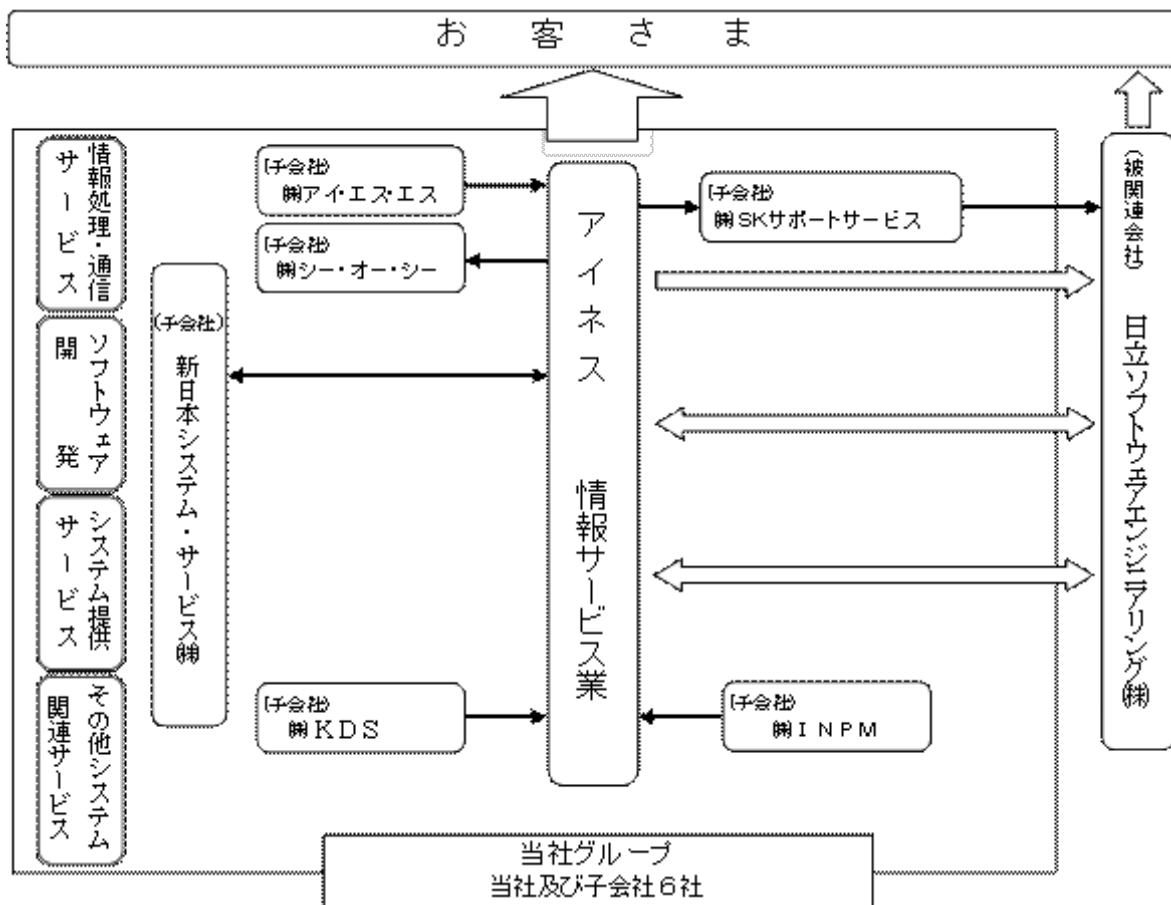 お客さま
情報処理・通信
サービス
ソフトウェア
開発
システム提供
サービス
その他システム
関連サービス
(子会社)
新日本システム・サービス㈱
(子会社)
㈱アイ・エス・エス
(子会社)
㈱シー・オー・シー
(子会社)
㈱KDS
アイネス 情報サービス業
(子会社)
㈱SKサポートサービス
(子会社)
㈱INPM
(被関連会社) 日立ソフトウェアエンジニアリング㈱
当社グループ
当社及び子会社6社